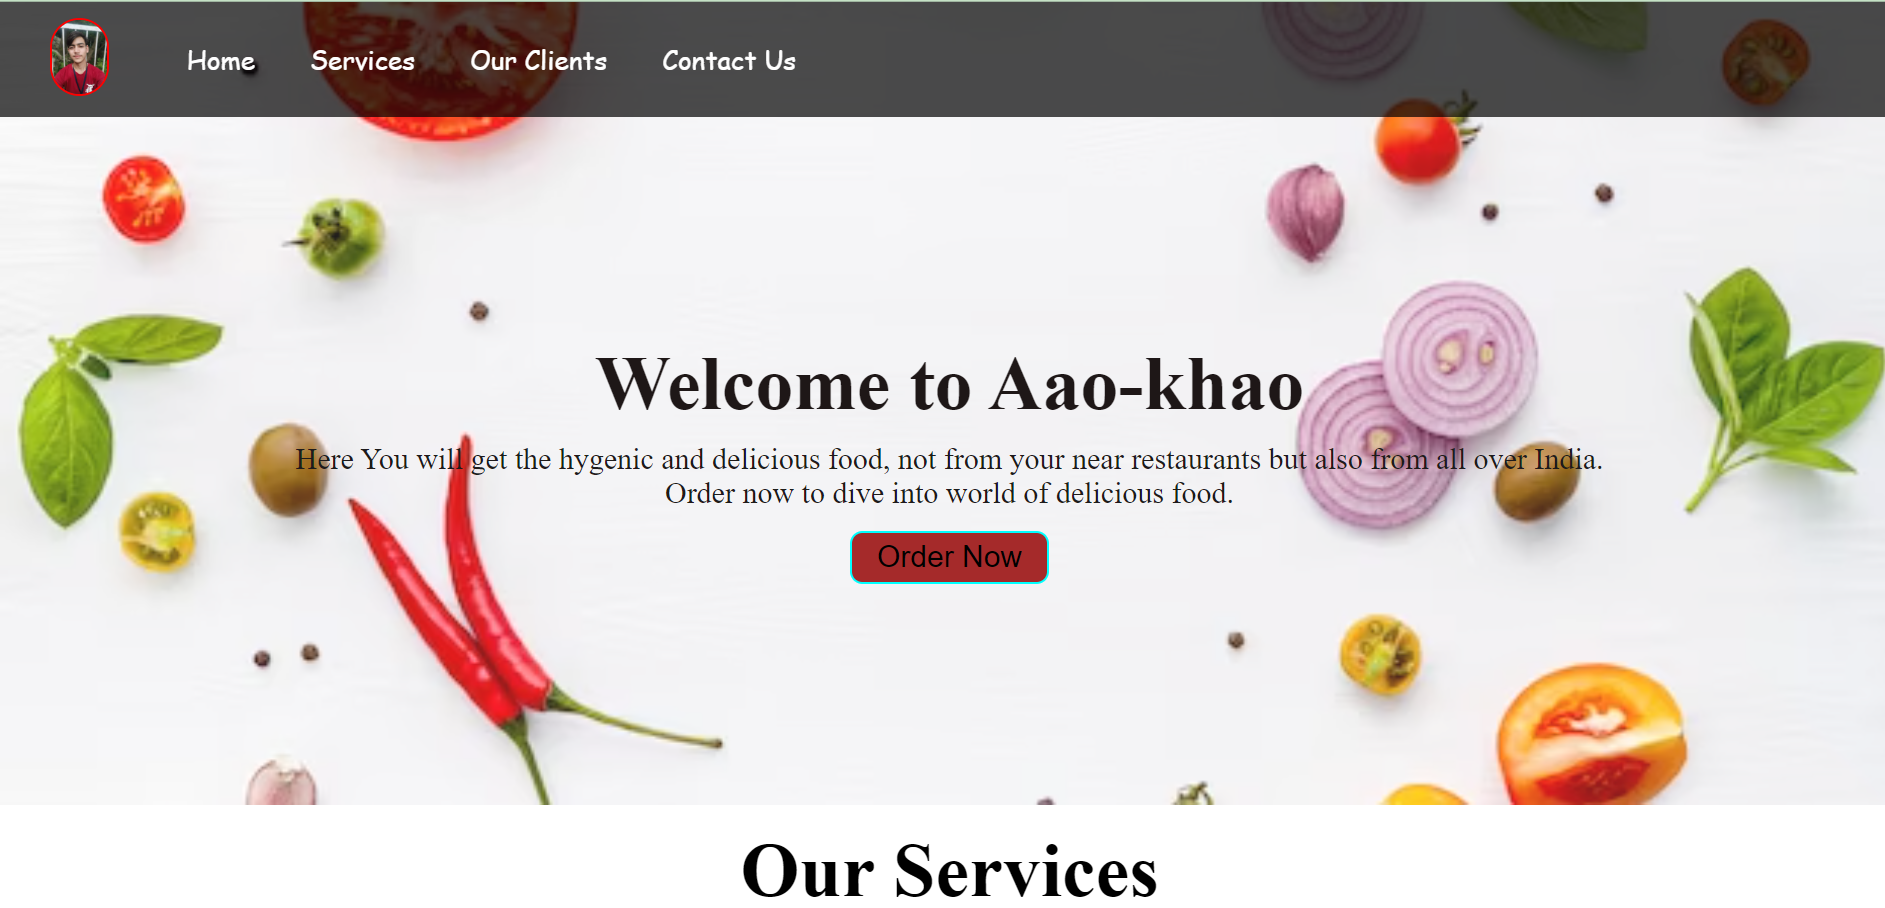 Home Services Our Clients Contact Us
Welcome to Aao-khao
Here You will get the hygenic and delicious food, not from your near restaurants but also from all over India.
Order now to dive into world of delicious food.
Order Now
Our Services